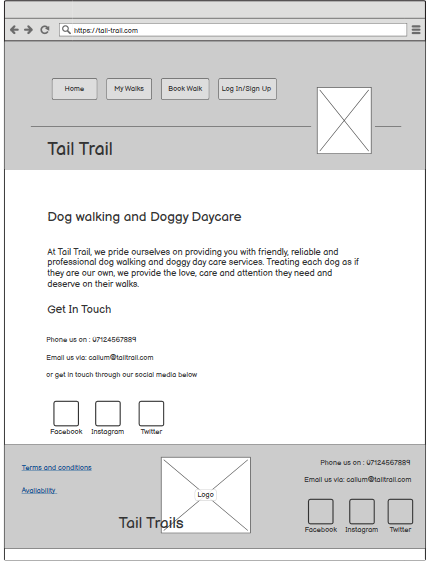 https://tail-trail.com
Home
My Walks
Book Walk
Log In/Sign Up
Tail Trail
Dog walking and Doggy Daycare
At Tail Trail, we pride ourselves on providing you with friendly, reliable and
professional dog walking and doggy day care services. Treating each dog as if
they are our own, we provide the love, care and attention they need and
deserve on their walks.
Get In Touch
Phone us on : 07124567889
Email us via: callum@tailtrail.com
or get in touch through our social media below
Facebook
Instagram
Twitter
Terms and conditions
Availability
Logo
Tail Trails
Phone us on : 07124567889
Email us via: callum@tailtrail.com
Facebook
Instagram
Twitter